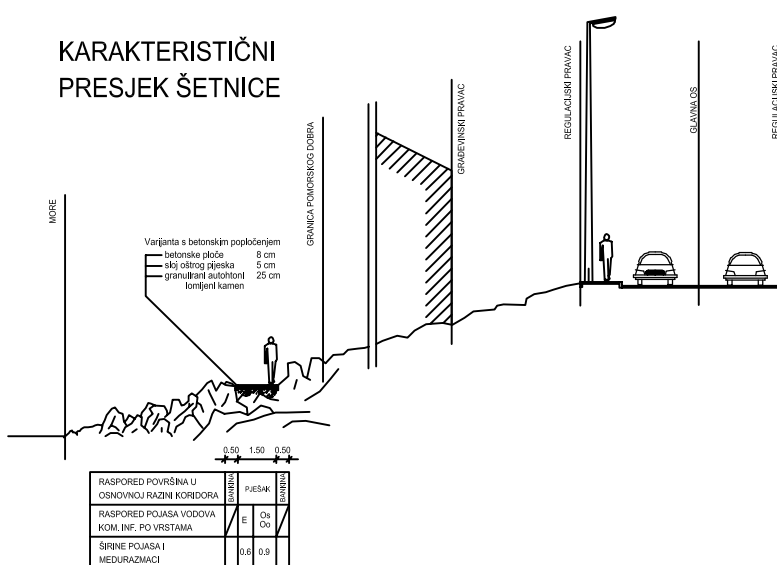 KARAKTERISTIČNI
PRESJEK ŠETNICE
MORE
GRANICA POMORSKOG DOBRA
GRAĐEVINSKI PRAVAC
REGULACIJSKI PRAVAC
GLAVNA OS
REGULACIJSKI PRAVAC
Varijanta s betonskim popločenjem
betonske ploče 8 cm
sloj oštrog pijeska 5 cm
granulirani autohtoni 25 cm
lomljeni kamen
0.50 1.50 0.50
RASPORED POVRŠINA U
OSNOVNOJ RAZINI KORIDORA
BANKINA
PJEŠAK
BANKINA
RASPORED POJASA VODOVA
KOM. INF. PO VRSTAMA
E
Os
Oo
ŠIRINE POJASA I
MEĐURAZMACI
0.6 0.9